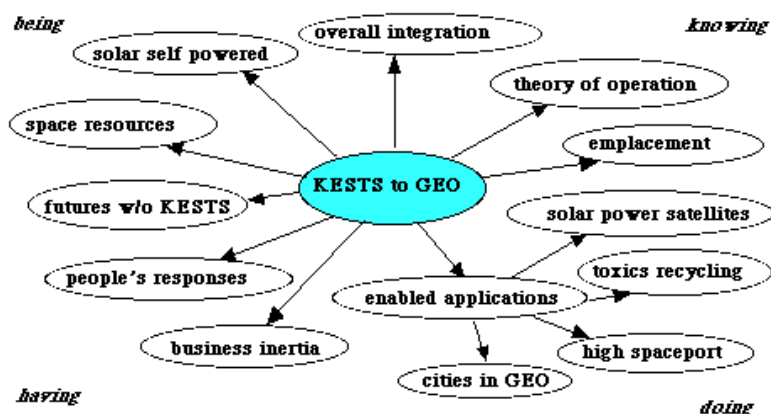 being
overall integration
knowing
solar self powered
theory of operation
space resources
emplacement
KESTS to GEO
futures w/o KESTS
solar power satellites
people's responses
toxics recycling
enabled applications
business inertia
high spaceport
cities in GEO
having
doing